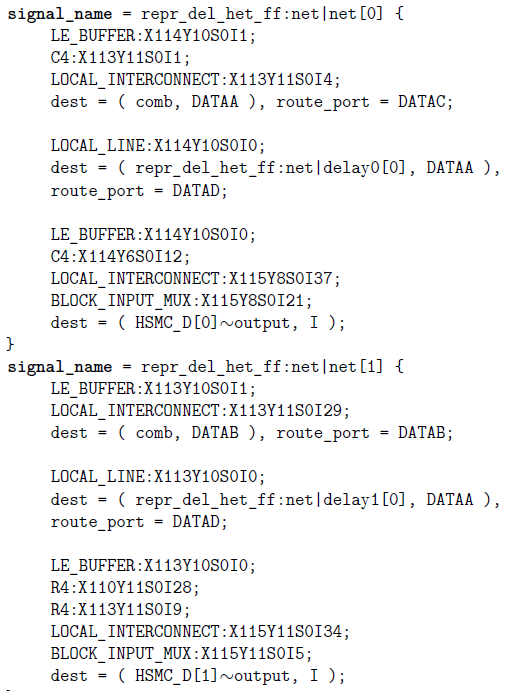 signal_name = repr_del_het_ff:net|net[0] {
LE_BUFFER:X114Y10S0I1;
C4:X113Y11S0I1;
LOCAL_INTERCONNECT:X113Y11S0I4;
dest = ( comb, DATAA ), route_port = DATAC;
LOCAL_LINE:X114Y10S0I0;
dest = ( repr_del_het_ff:net|delay0[0], DATAA ),
route_port = DATAD;
LE_BUFFER:X114Y10S0I0;
C4:X114Y6S0I12;
LOCAL_INTERCONNECT:X115Y8S0I37;
BLOCK_INPUT_MUX:X115Y8S0I21;
dest = ( HSMC_D[0]~output, I );
}
signal_name = repr_del_het_ff:net|net[1] {
LE_BUFFER:X113Y10S0I1;
LOCAL_INTERCONNECT:X113Y11S0I29;
dest = ( comb, DATAB ), route_port = DATAB;
LOCAL_LINE:X113Y10S0I0;
dest = ( repr_del_het_ff:net|delay1[0], DATAA ),
route_port = DATAD;
LE_BUFFER:X113Y10S0I0;
R4:X110Y11S0I28;
R4:X113Y11S0I9;
LOCAL_INTERCONNECT:X115Y11S0I34;
BLOCK_INPUT_MUX:X115Y11S0I5;
dest = ( HSMC_D[1]~output, I );